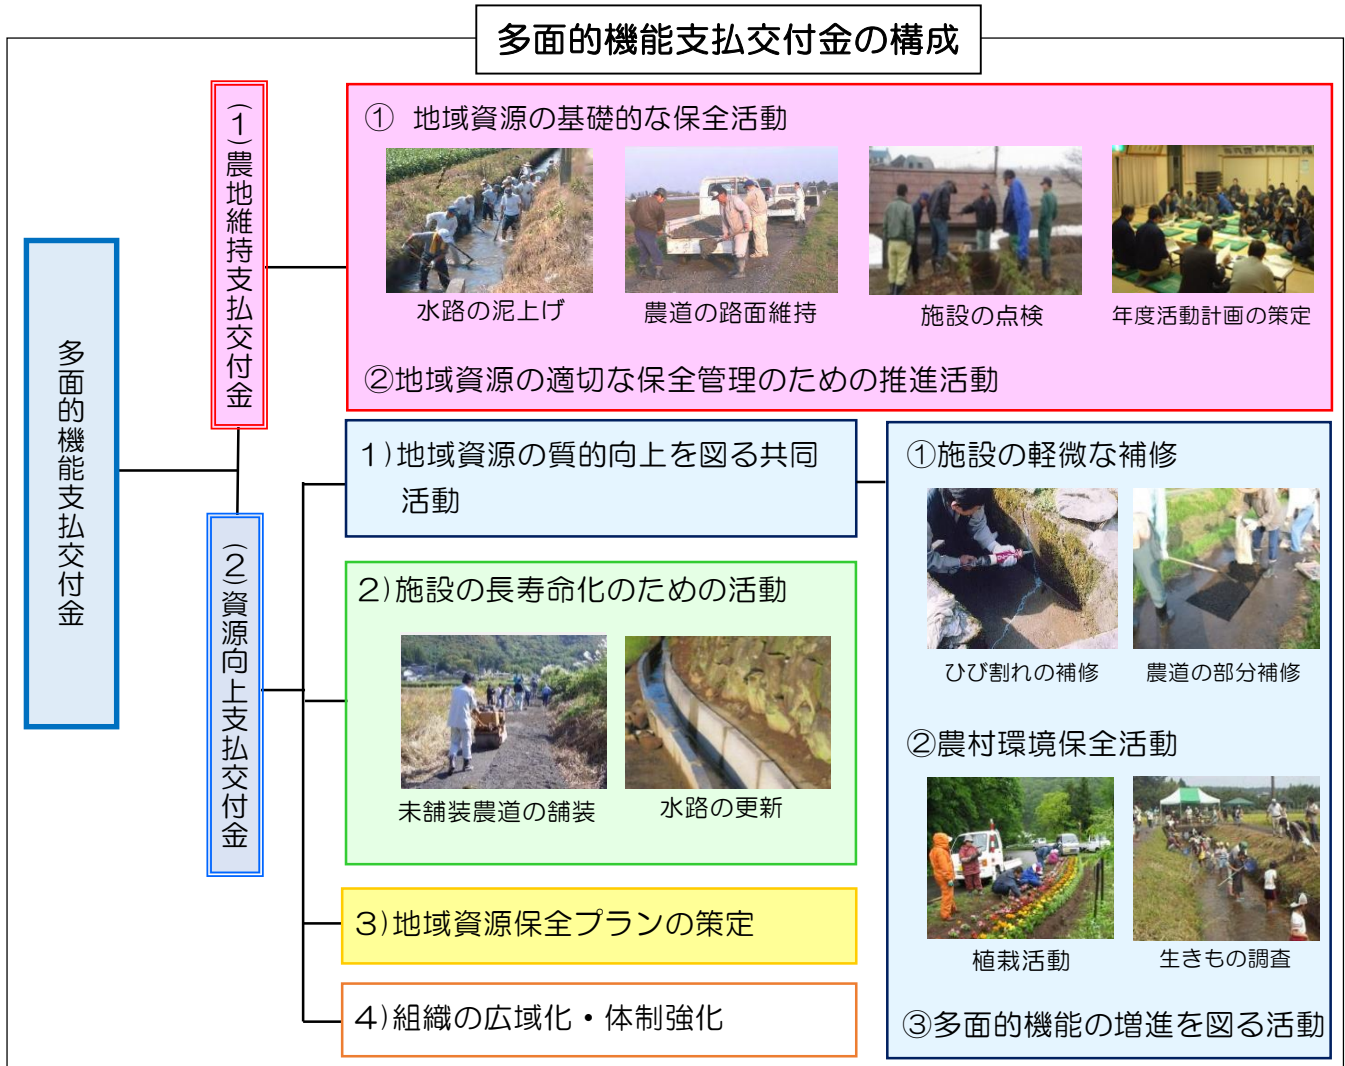 多面的機能支払交付金の構成
多面的機能支払交付金
(1)農地維持支払交付金
① 地域資源の基礎的な保全活動
水路の泥上げ
農道の路面維持
施設の点検
年度活動計画の策定
②地域資源の適切な保全管理のための推進活動
(2)資源向上支払交付金
1)地域資源の質的向上を図る共同
活動
①施設の軽微な補修
ひび割れの補修
農道の部分補修
②農村環境保全活動
植栽活動
生きもの調査
③多面的機能の増進を図る活動
2)施設の長寿命化のための活動
未舗装農道の舗装
水路の更新
3)地域資源保全プランの策定
4)組織の広域化・体制強化